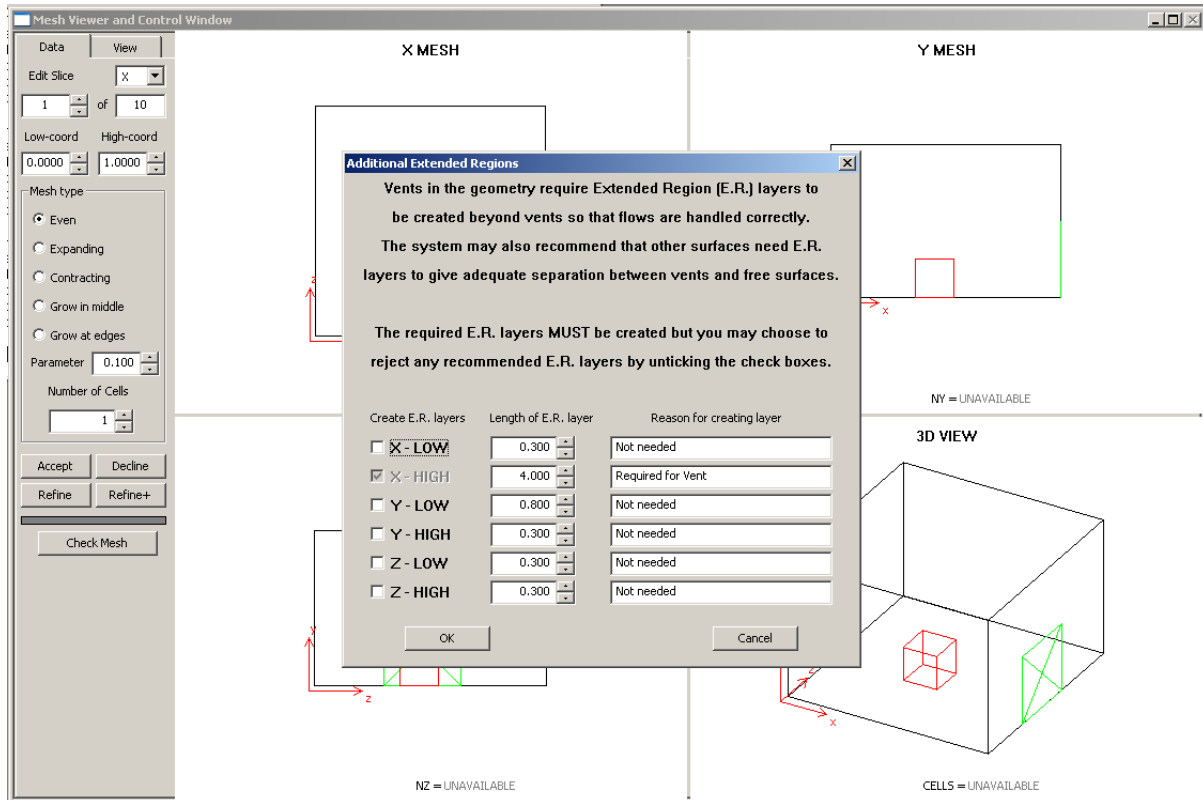 Mesh Viewer and Control Window
Data View
Edit Slice X
1 of 10
Low-coord High-coord
0.0000 1.0000
Mesh type
Even
Expanding
Contracting
Grow in middle
Grow at edges
Parameter 0.100
Number of Cells
1
Accept Decline
Refine Refine+
Check Mesh
X MESH
z
Y MESH
x
NY = UNAVAILABLE
Additional Extended Regions
Vents in the geometry require Extended Region (E.R.) layers to
be created beyond vents so that flows are handled correctly.
The system may also recommend that other surfaces need E.R.
layers to give adequate separation between vents and free surfaces.
The required E.R. layers MUST be created but you may choose to
reject any recommended E.R. layers by unticking the check boxes.
Create E.R. layers Length of E.R. layer Reason for creating layer
X - LOW 0.300 Not needed
X - HIGH 4.000 Required for Vent
Y - LOW 0.800 Not needed
Y - HIGH 0.300 Not needed
Z - LOW 0.300 Not needed
Z - HIGH 0.300 Not needed
OK Cancel
y
z
NZ = UNAVAILABLE
3D VIEW
x
CELLS = UNAVAILABLE